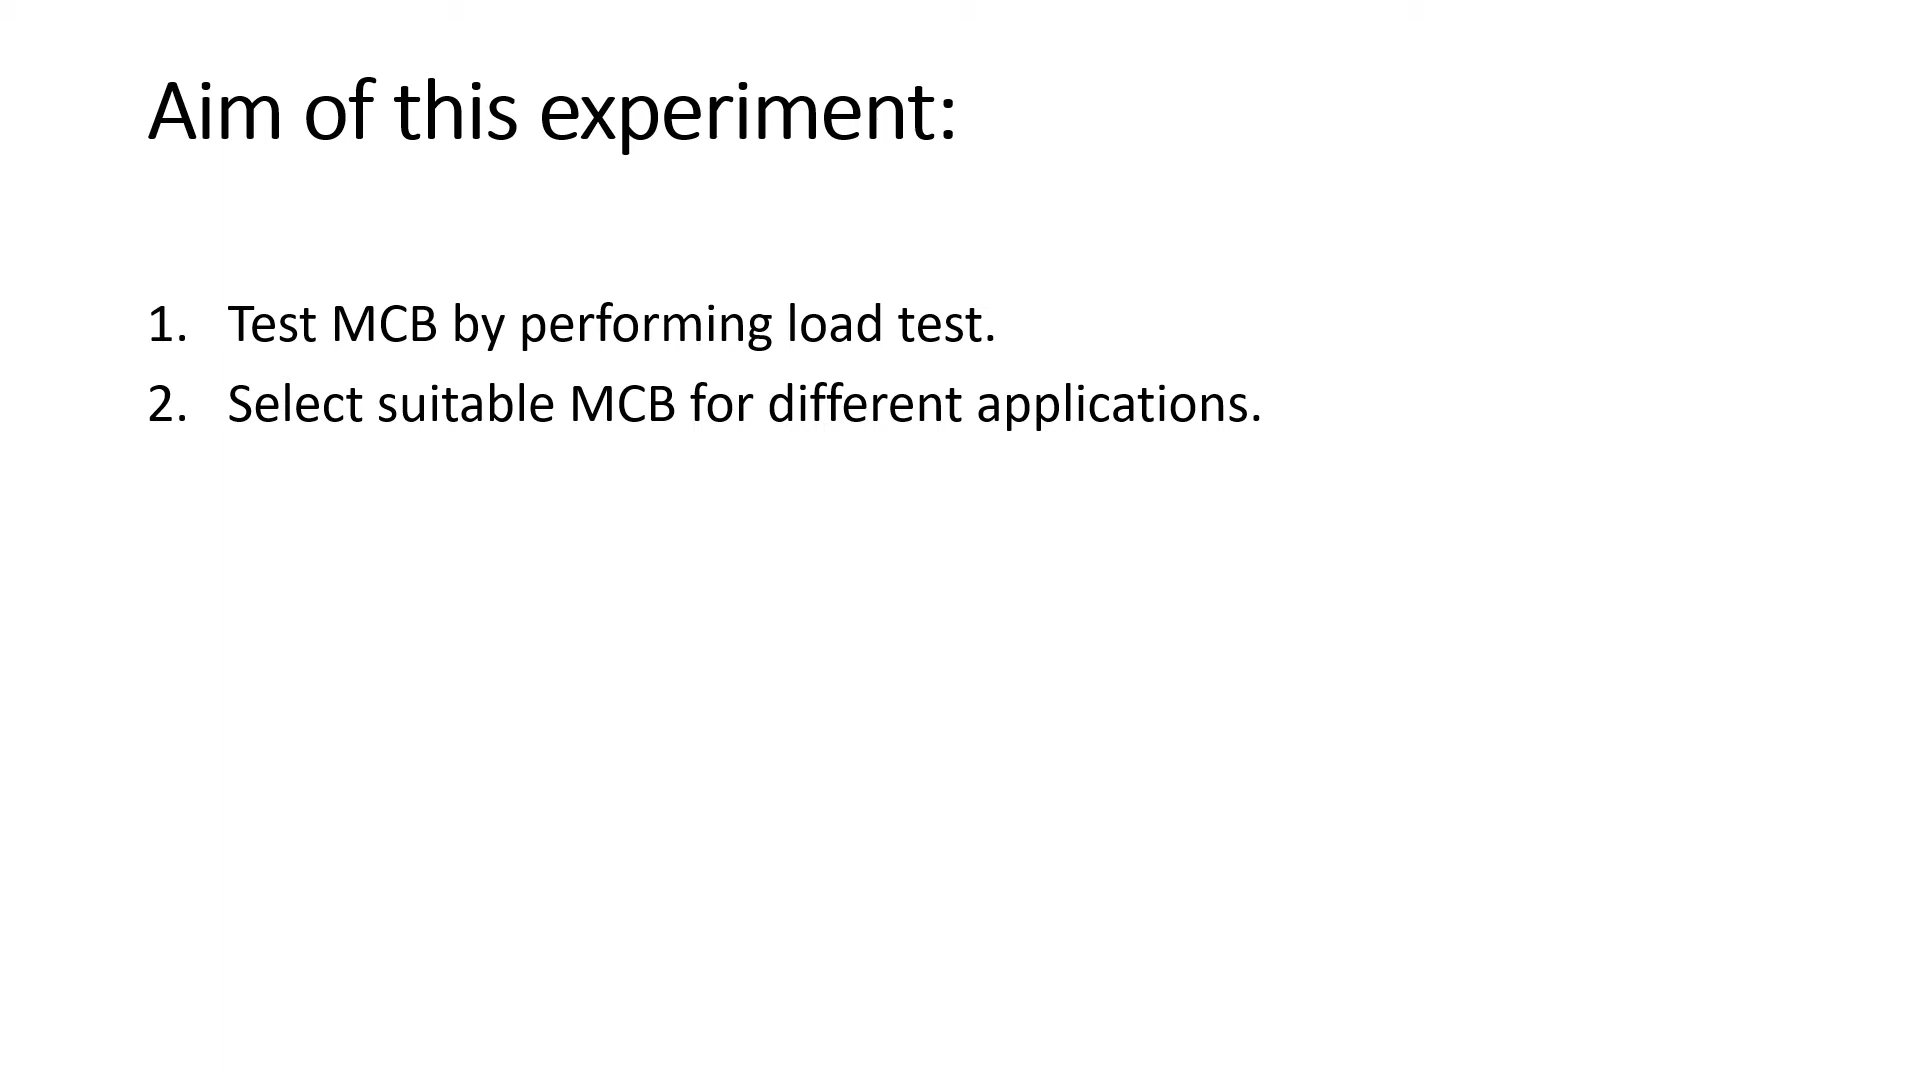 Aim of this experiment:
1. Test MCB by performing load test.
2. Select suitable MCB for different applications.